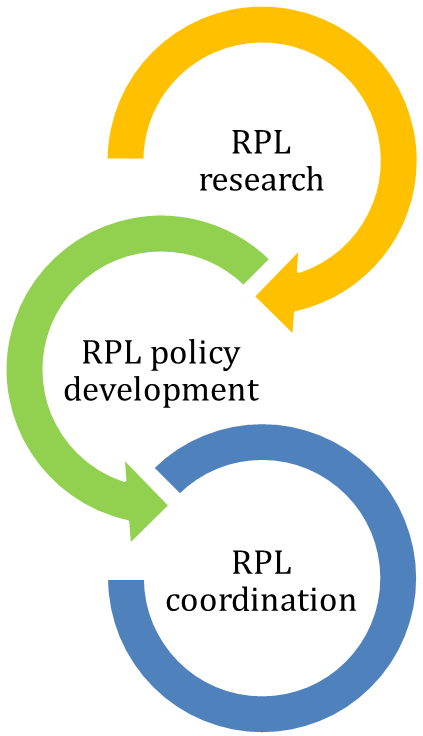 RPL
research
RPL policy
development
RPL
coordination